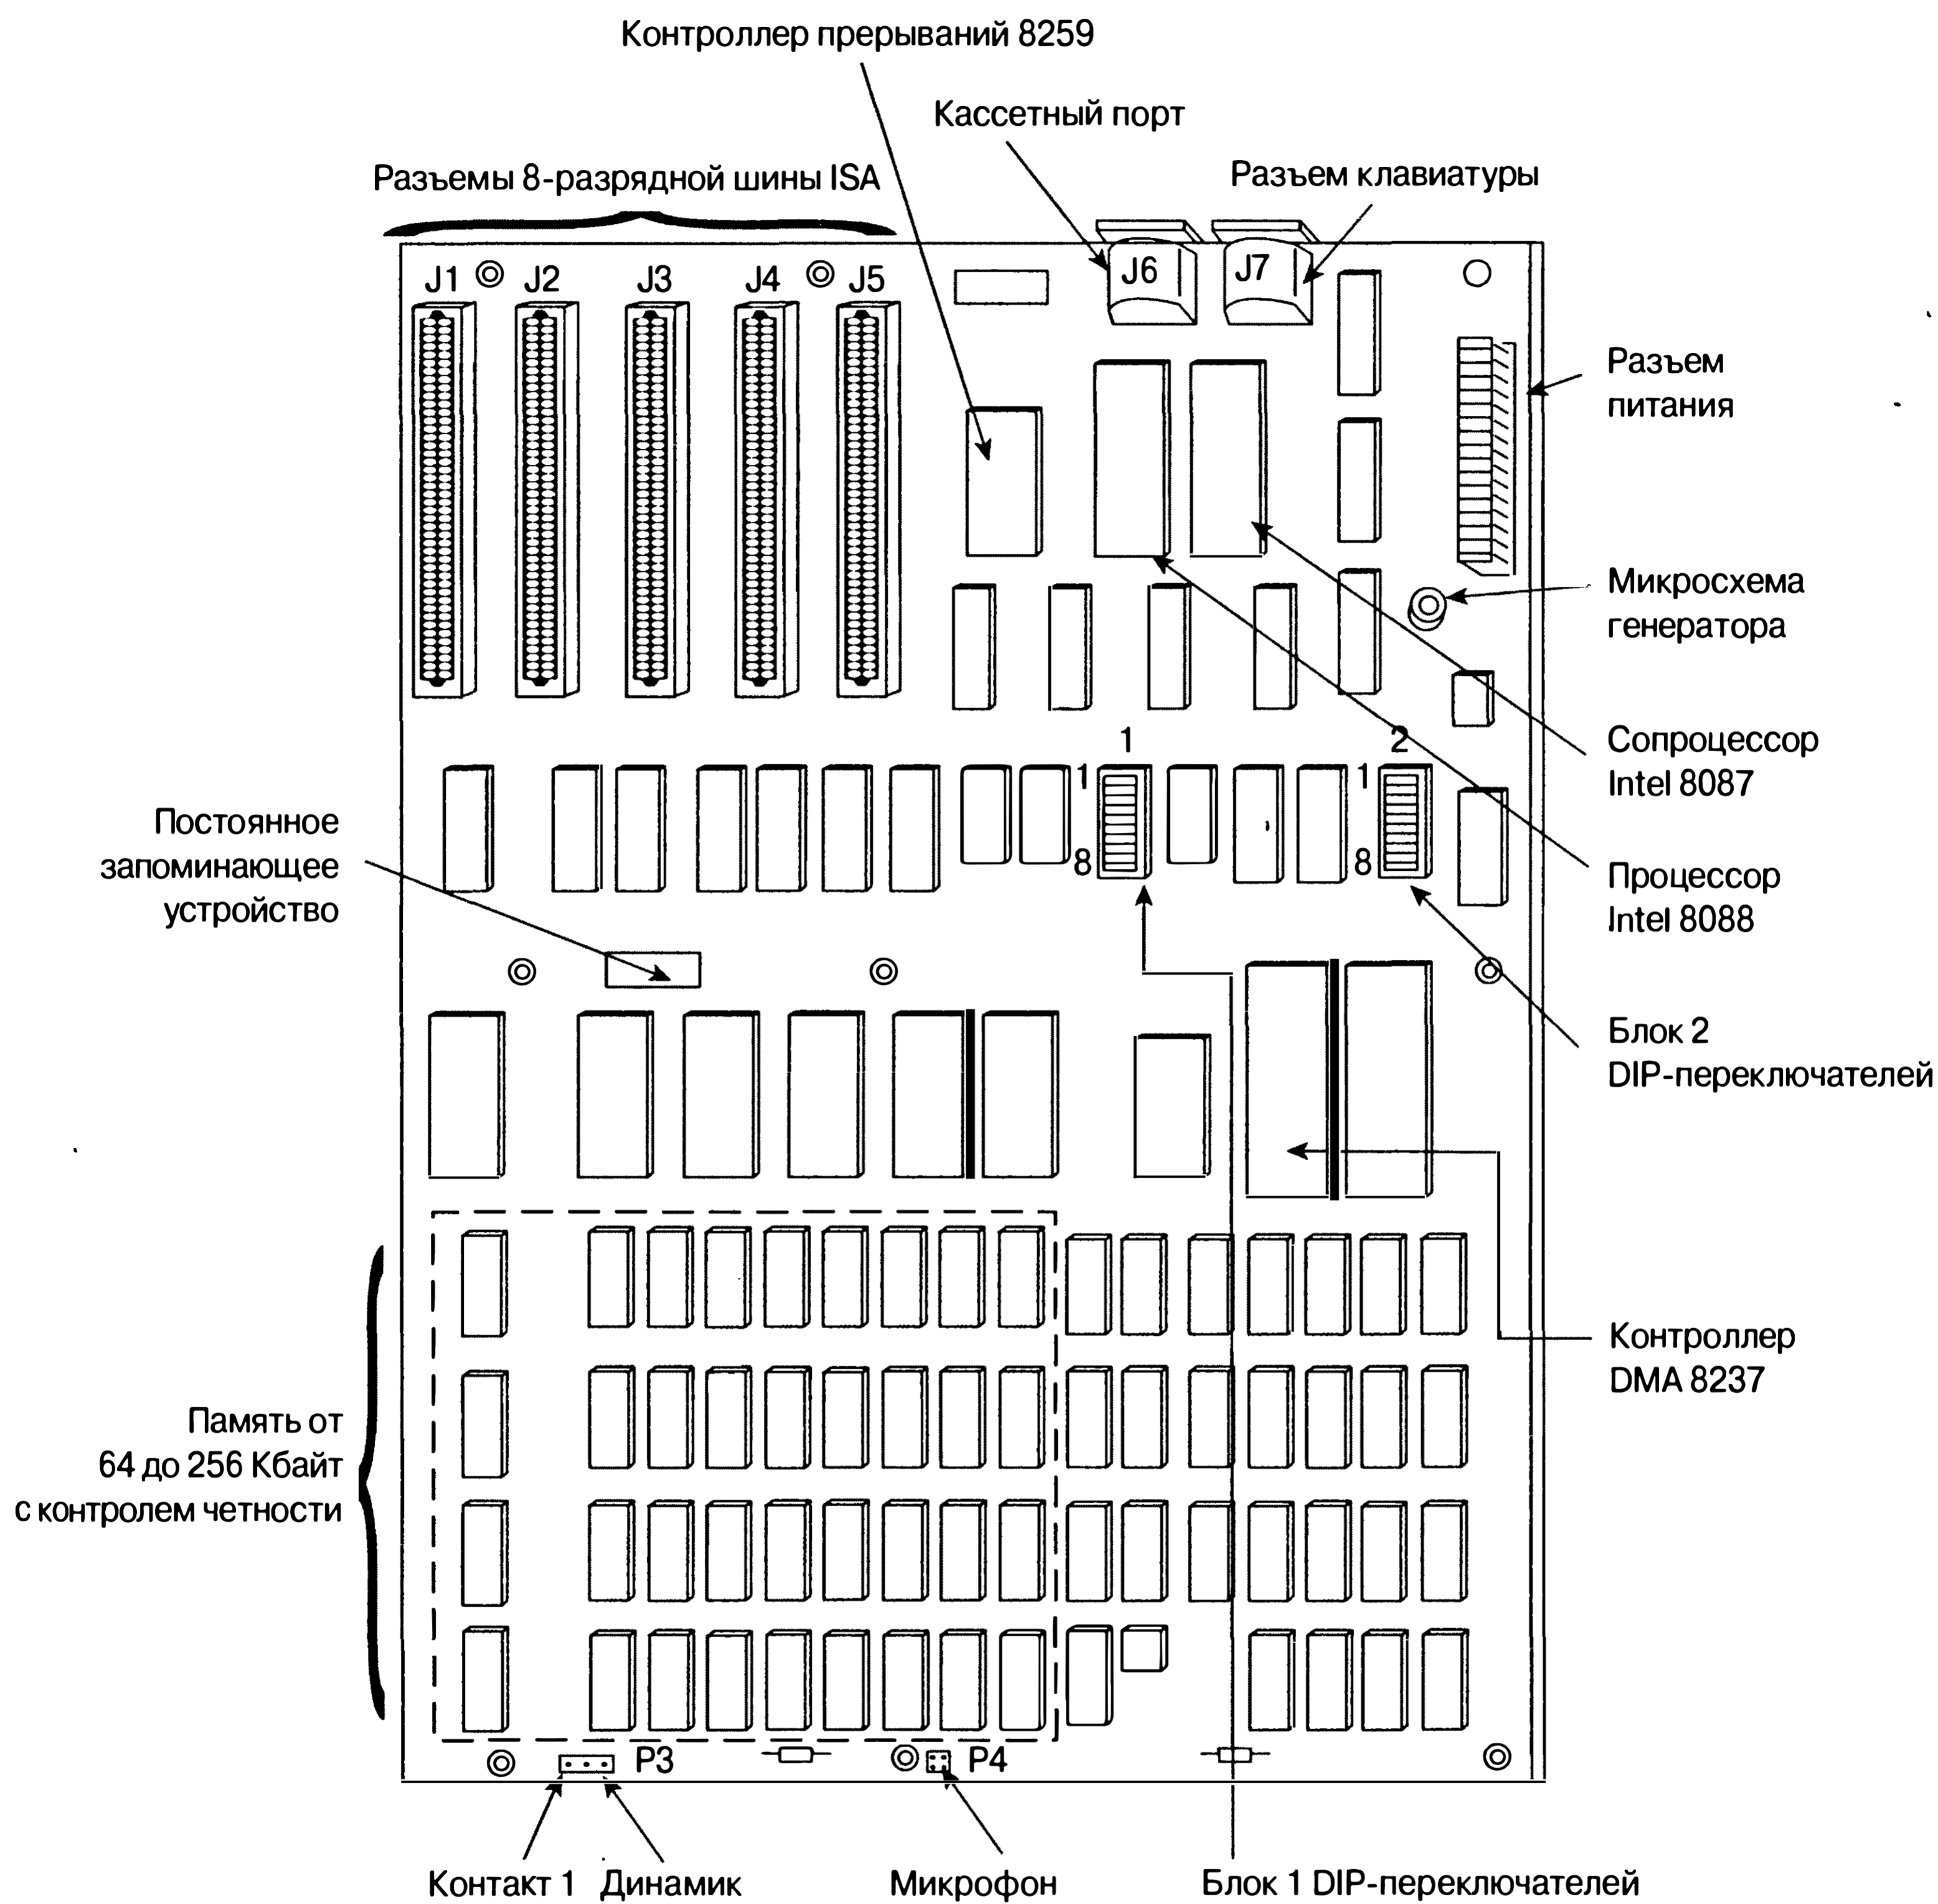 Контроллер прерываний 8259
Кассетный порт
Разъемы 8-разрядной шины ISA
Разъем клавиатуры
J1
J2
J3
J4
J5
J6
J7
Разъем
питания
Микросхема
генератора
1
2
Сопроцессор
Intel 8087
1
8
1
8
Постоянное
запоминающее
устройство
Процессор
Intel 8088
Блок 2
DIP-переключателей
Контроллер
DMA 8237
Память от
64 до 256 Кбайт
с контролем четности
P3
P4
Контакт 1
Динамик
Микрофон
Блок 1 DIP-переключателей